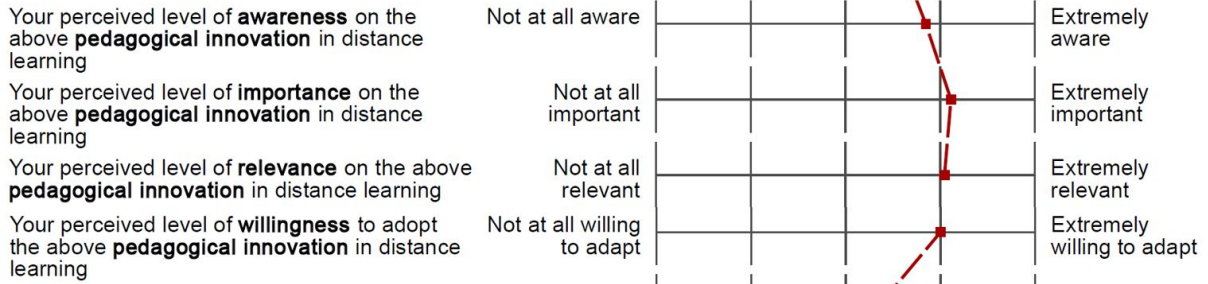 Your perceived level of awareness on the
above pedagogical innovation in distance
learning
Not at all aware
Extremely
aware
Your perceived level of importance on the
above pedagogical innovation in distance
learning
Not at all
important
Extremely
important
Your perceived level of relevance on the above
pedagogical innovation in distance learning
Not at all
relevant
Extremely
relevant
Your perceived level of willingness to adopt
the above pedagogical innovation in distance
learning
Not at all willing
to adapt
Extremely
willing to adapt